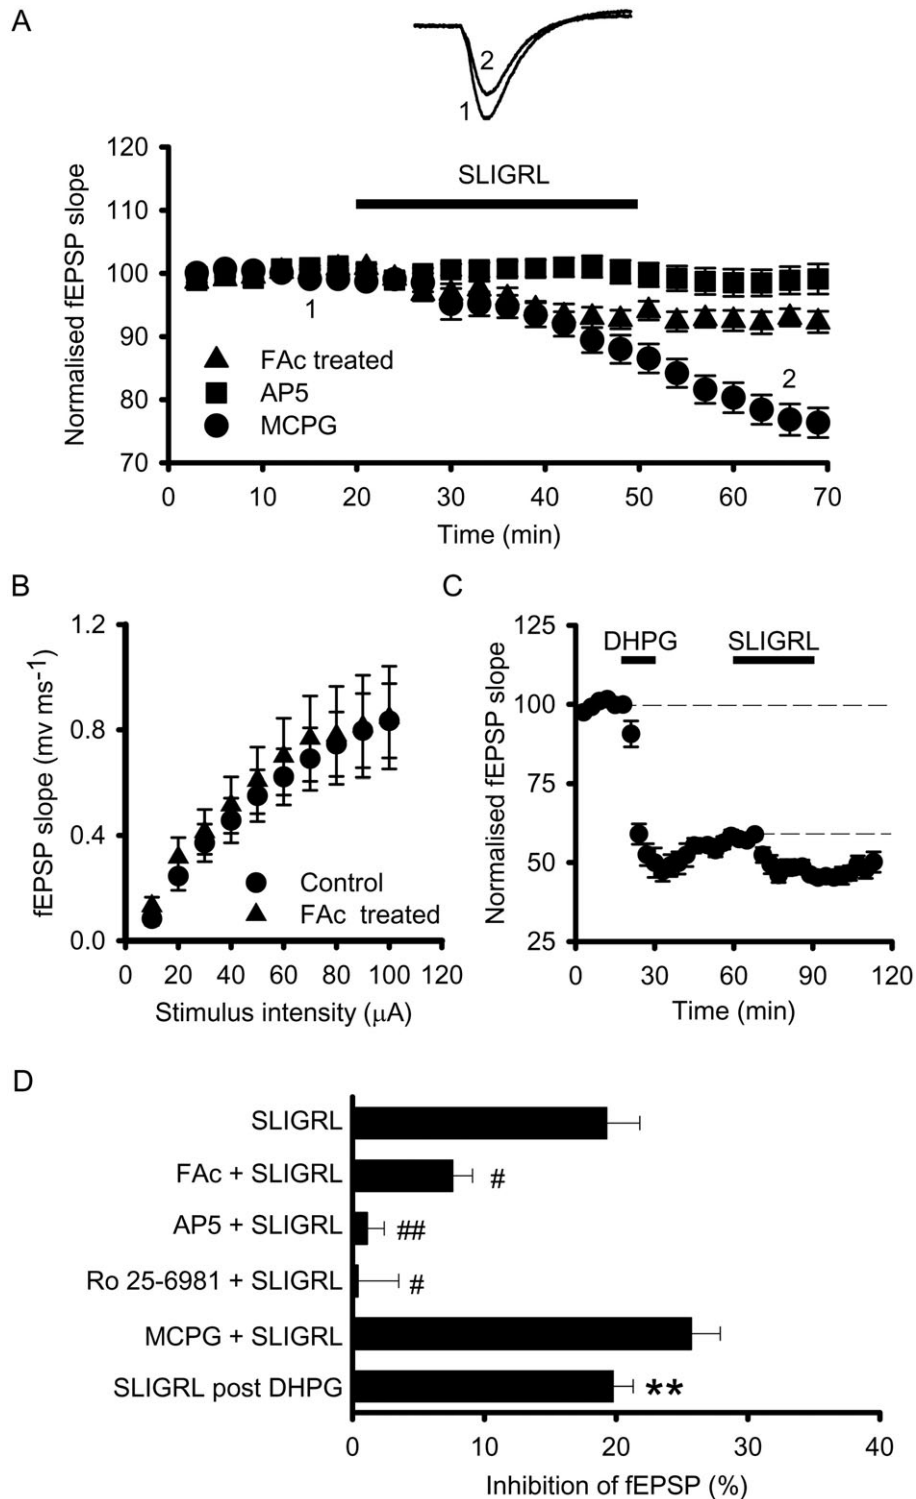 A
2
1
120
110
100
90
80
70
Normalised fEPSP slope
SLIGRL
1
2
FAc treated
AP5
MCPG
0 10 20 30 40 50 60 70
Time (min)
B
1.2
0.8
0.4
0.0
fEPSP slope (mv ms⁻¹)
Control
FAc treated
0 20 40 60 80 100 120
Stimulus intensity (μA)
C
125
100
75
50
25
Normalised fEPSP slope
DHPG SLIGRL
0 30 60 90 120
Time (min)
D
SLIGRL
FAc + SLIGRL #
AP5 + SLIGRL ##
Ro 25-6981 + SLIGRL #
MCPG + SLIGRL
SLIGRL post DHPG **
0 10 20 30 40
Inhibition of fEPSP (%)